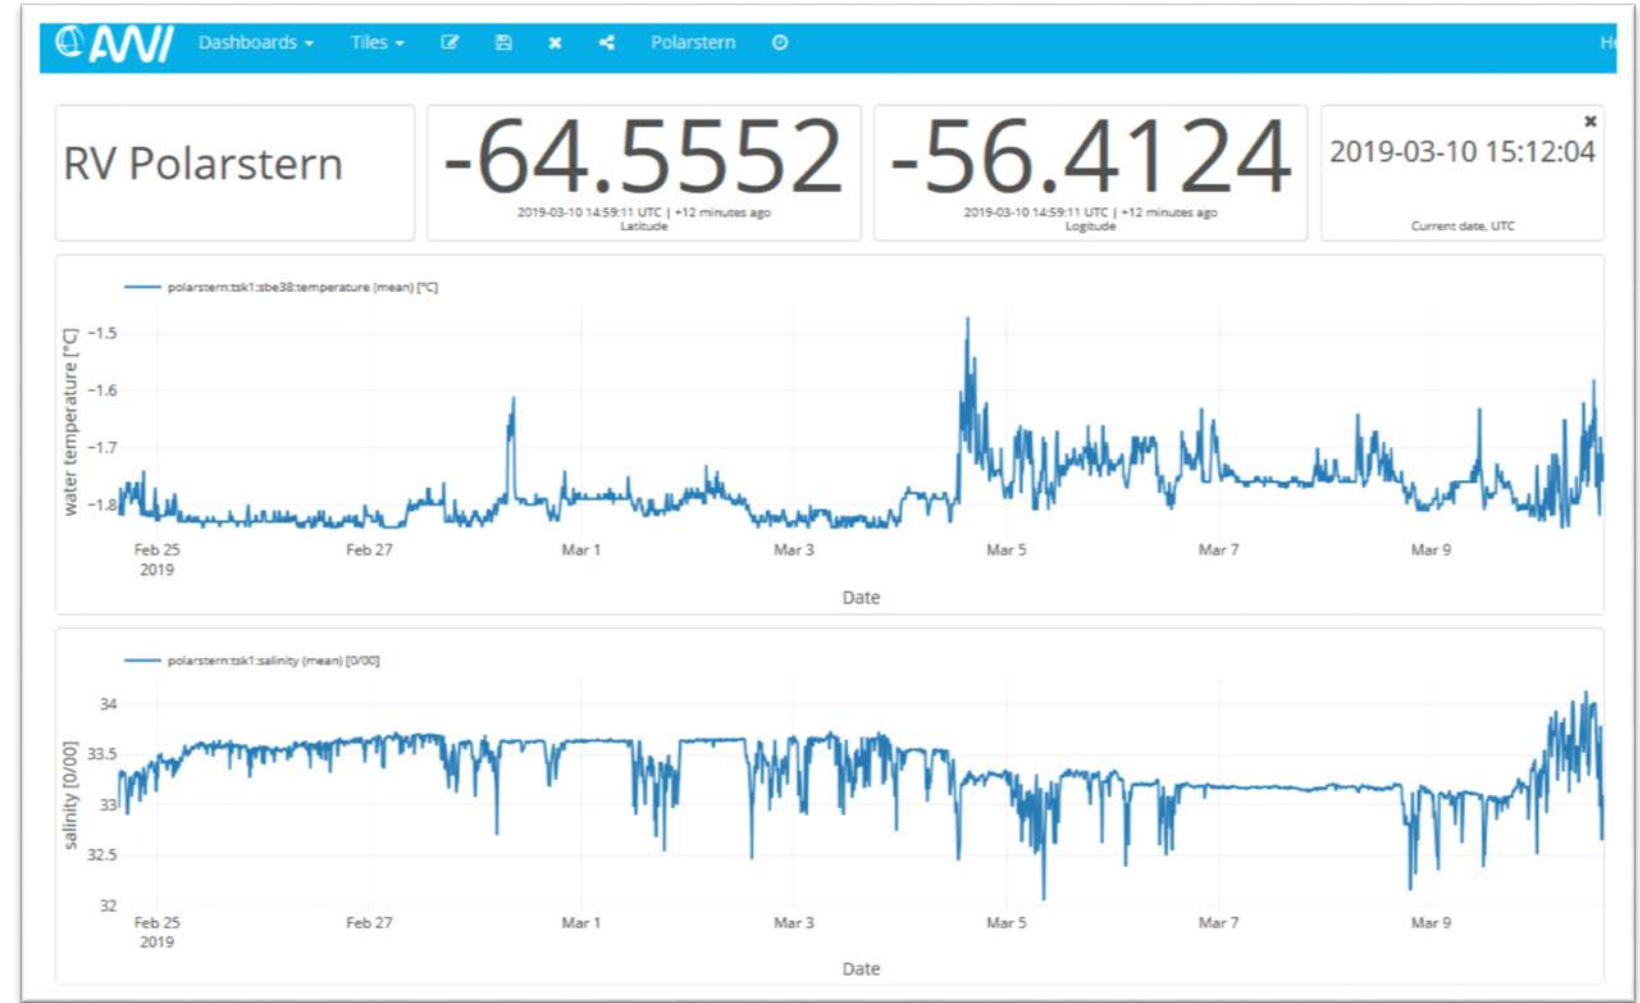 AWI Dashboards Tiles Polarstern He
RV Polarstern
-64.5552
2019-03-10 14:59:11 UTC | +12 minutes ago
Latitude
-56.4124
2019-03-10 14:59:11 UTC | +12 minutes ago
Logitude
2019-03-10 15:12:04
Current date, UTC
polarstern:tsk1:sbe38:temperature (mean) [°C]
water temperature [°C]
−1.5
−1.6
−1.7
−1.8
Feb 25 Feb 27 Mar 1 Mar 3 Mar 5 Mar 7 Mar 9
2019
Date
polarstern:tsk1:salinity (mean) [0/00]
salinity [0/00]
34
33.5
33
32.5
32
Feb 25 Feb 27 Mar 1 Mar 3 Mar 5 Mar 7 Mar 9
2019
Date